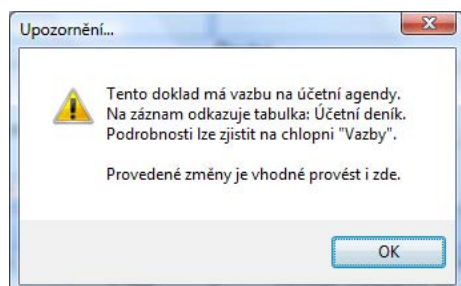 Upozornění...
Tento doklad má vazbu na účetní agendy.
Na záznam odkazuje tabulka: Účetní deník.
Podrobnosti lze zjistit na chlopni "Vazby".
Provedené změny je vhodné provést i zde.
OK